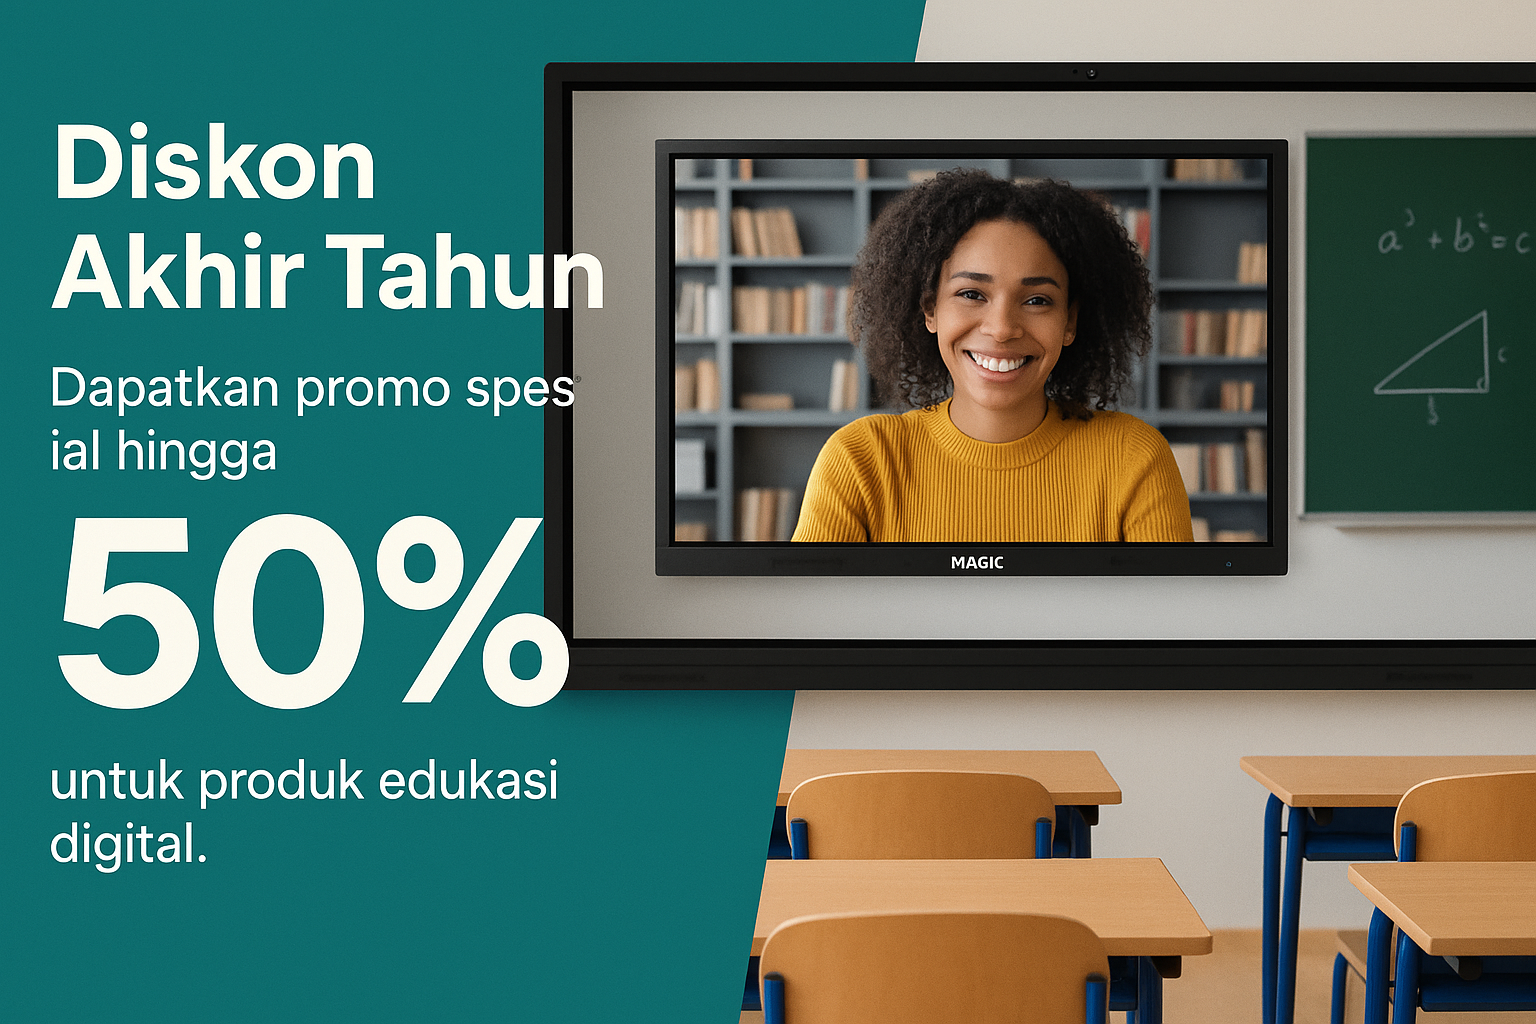 Diskon
Akhir Tahun
Dapatkan promo spes
ial hingga
50%
untuk produk edukasi
digital.
MAGIC